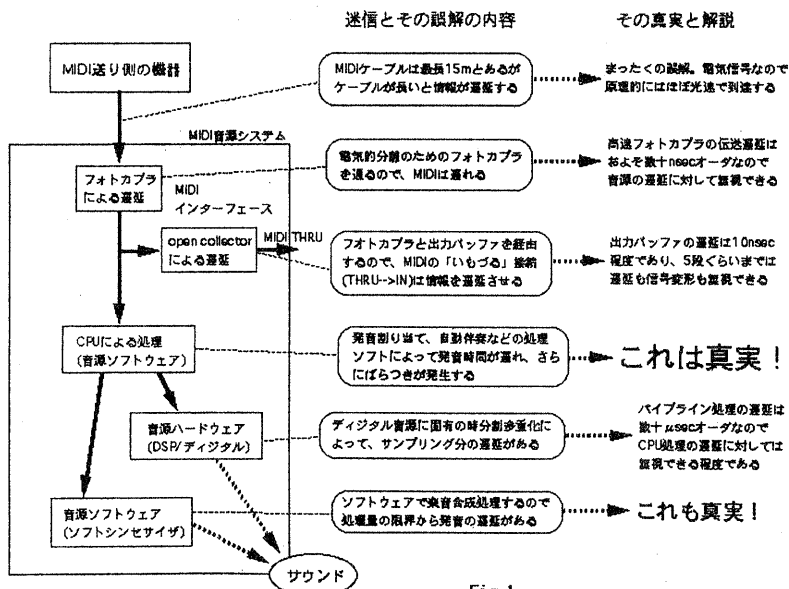 迷信とその誤解の内容
その真実と解説
MIDI送り側の機器
MIDIケーブルは最長15mとあるが
ケーブルが長いと情報が遅延する
まったくの誤解。電気信号なので
原理的にはほぼ光速で到達する
MIDI音源システム
フォトカプラ
による遅延
MIDI
インターフェース
電気的分離のためのフォトカプラ
を通るので、MIDIは遅れる
高速フォトカプラの伝送遅延は
およそ数十nsecオーダなので
音源の遅延に対して無視できる
open collector
による遅延
MIDI THRU
フオトカプラと出力バッファを経由
するので、MIDIの「いもづる」接続
(THRU-->IN)は情報を遅延させる
出力バッファの遅延は10nsec
程度であり、5段ぐらいまでは
遅延も信号変形も無視できる
CPUによる処理
(音源ソフトウェア)
発音割り当て、自動伴奏などの処理
ソフトによって発音時間が遅れ、さら
にばらつきが発生する
これは真実！
音源ハードウェア
(DSP/ディジタル)
ディジタル音源に固有の時分割多重化に
よって、サンプリング分の遅延がある
パイプライン処理の遅延は
数十μsecオーダなので
CPU処理の遅延に対しては
無視できる程度である
音源ソフトウェア
(ソフトシンセサイザ)
ソフトウェアで楽音合成処理するので
処理量の限界から発音の遅延がある
これも真実！
サウンド